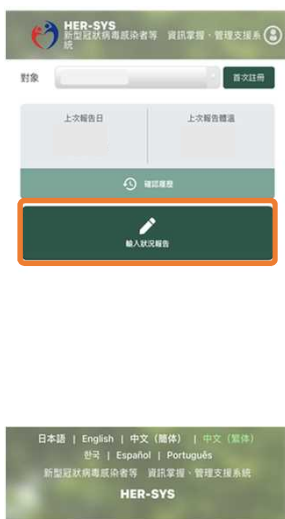 HER-SYS
新型冠狀病毒感染者等 資訊掌握・管理支援系
統
對象
首次註冊
上次報告日
上次報告體溫
確認履歷
輸入狀況報告
日本語 | English | 中文（簡体） | 中文（繁体）
한국 | Español | Português
新型冠狀病毒感染者等 資訊掌握・管理支援系統
HER-SYS